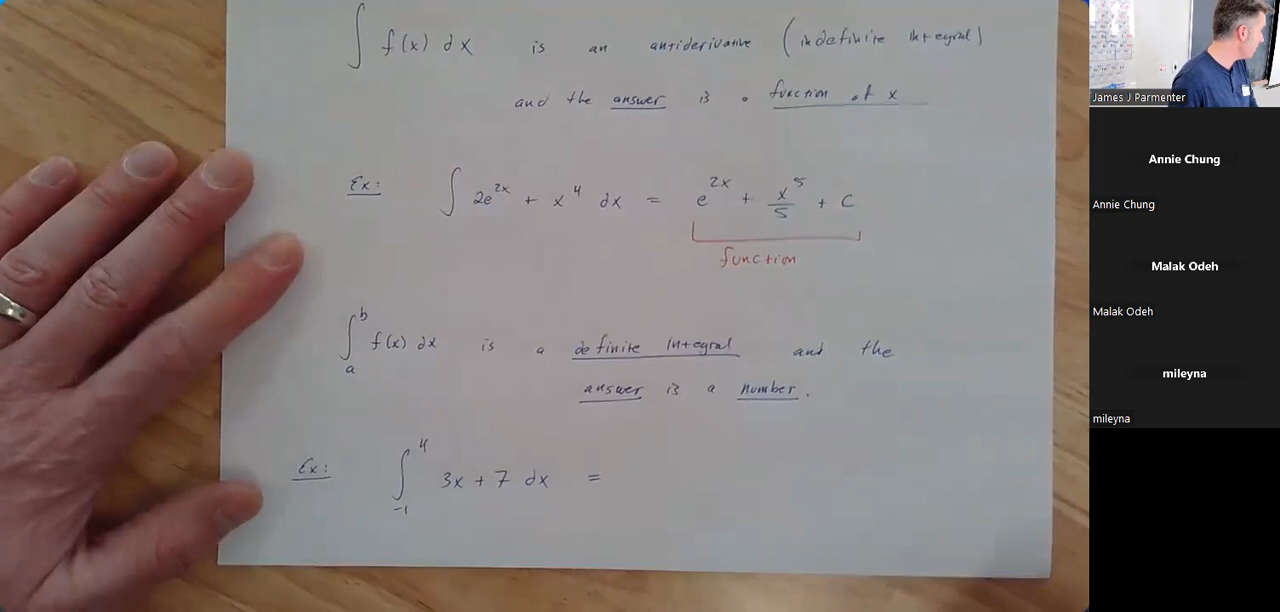 ∫ f(x) dx is an antiderivative (indefinite integral)
and the answer is a function of x
Ex: ∫ 2e^{2x} + x^4 dx = e^{2x} + x^5/5 + C
function
∫_a^b f(x) dx is a definite integral and the
answer is a number.
Ex: ∫_{-1}^4 3x + 7 dx =
James J Parmenter
Annie Chung
Annie Chung
Malak Odeh
Malak Odeh
mileyna
mileyna